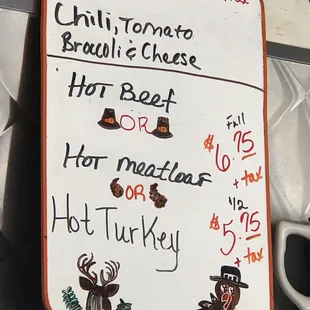 Chili, Tomato
Broccoli & Cheese
Hot Beef
OR
Full
$6.75
+ tax
Hot meatloaf
OR
1/2
$5.75
+ tax
Hot Turkey